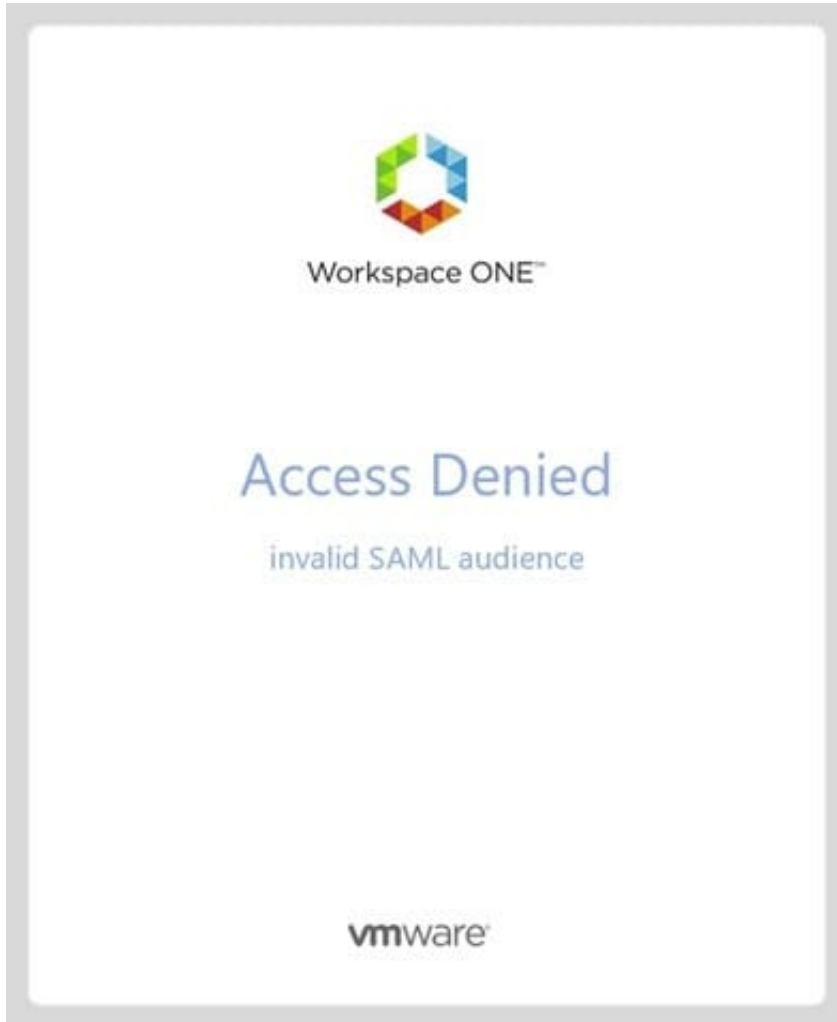 Workspace ONE™
Access Denied
invalid SAML audience
vmware®